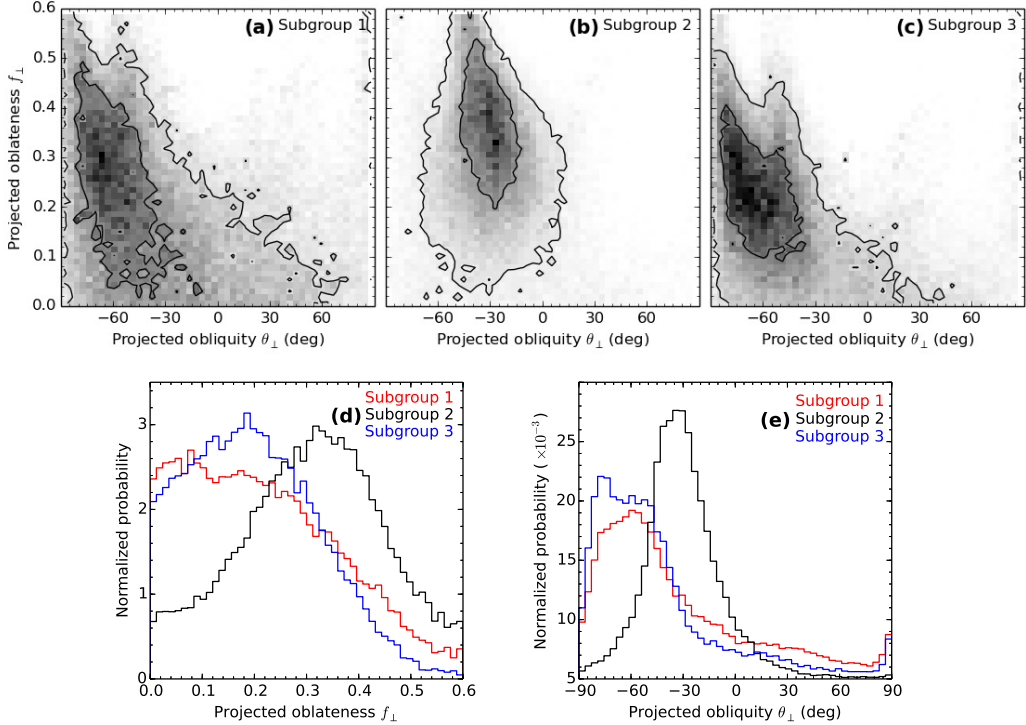 (a) Subgroup 1
(b) Subgroup 2
(c) Subgroup 3
Projected oblateness f⊥
0.6
0.5
0.4
0.3
0.2
0.1
0.0
−60 −30 0 30 60
−60 −30 0 30 60
−60 −30 0 30 60
Projected obliquity θ⊥ (deg)
Projected obliquity θ⊥ (deg)
Projected obliquity θ⊥ (deg)
Subgroup 1
(d) Subgroup 2
Subgroup 3
Normalized probability
3
2
1
0
0.0 0.1 0.2 0.3 0.4 0.5 0.6
Projected oblateness f⊥
Subgroup 1
(e) Subgroup 2
Subgroup 3
Normalized probability ( ×10⁻³)
25
20
15
10
5
−90 −60 −30 0 30 60 90
Projected obliquity θ⊥ (deg)